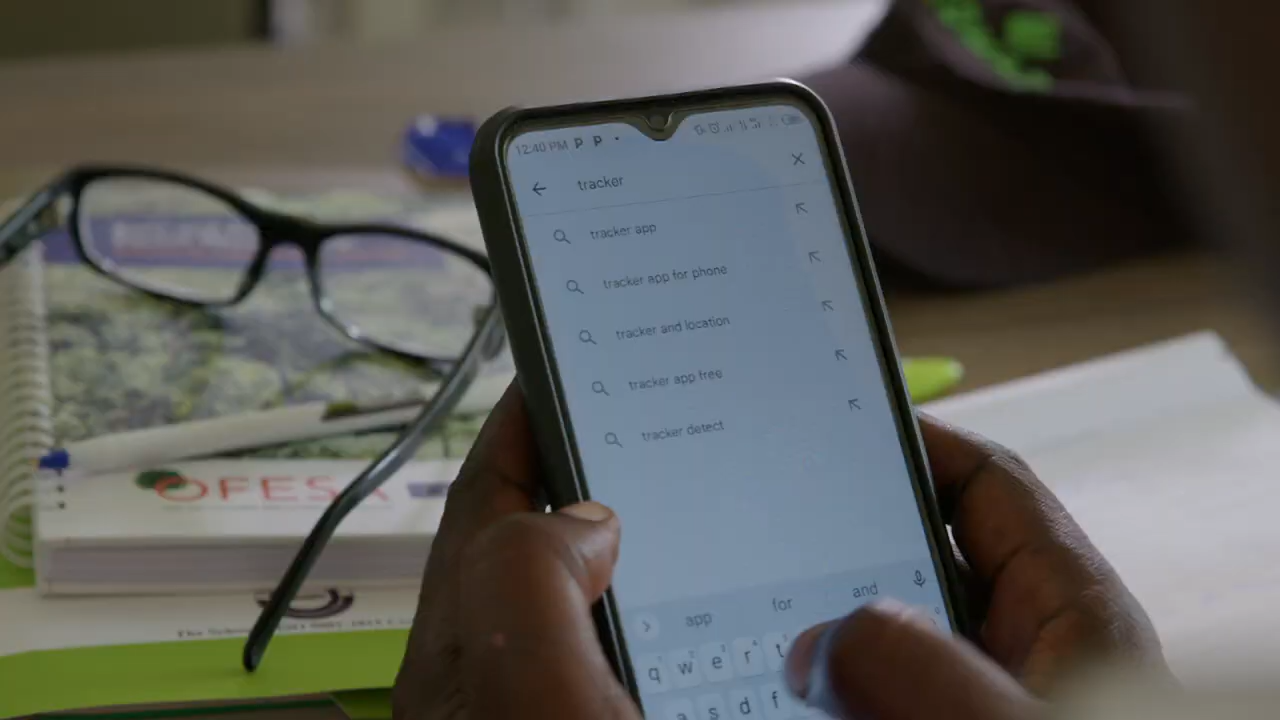 12:40 PM P P
tracker
tracker app
tracker app for phone
tracker and location
tracker app free
tracker detect
app for and
q w e r t
a s d f
The